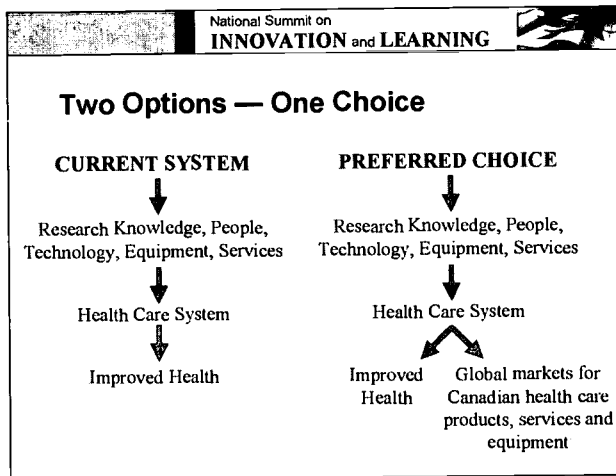 National Summit on
INNOVATION and LEARNING
Two Options — One Choice
CURRENT SYSTEM
Research Knowledge, People,
Technology, Equipment, Services
Health Care System
Improved Health
PREFERRED CHOICE
Research Knowledge, People,
Technology, Equipment, Services
Health Care System
Improved
Health
Global markets for
Canadian health care
products, services and
equipment